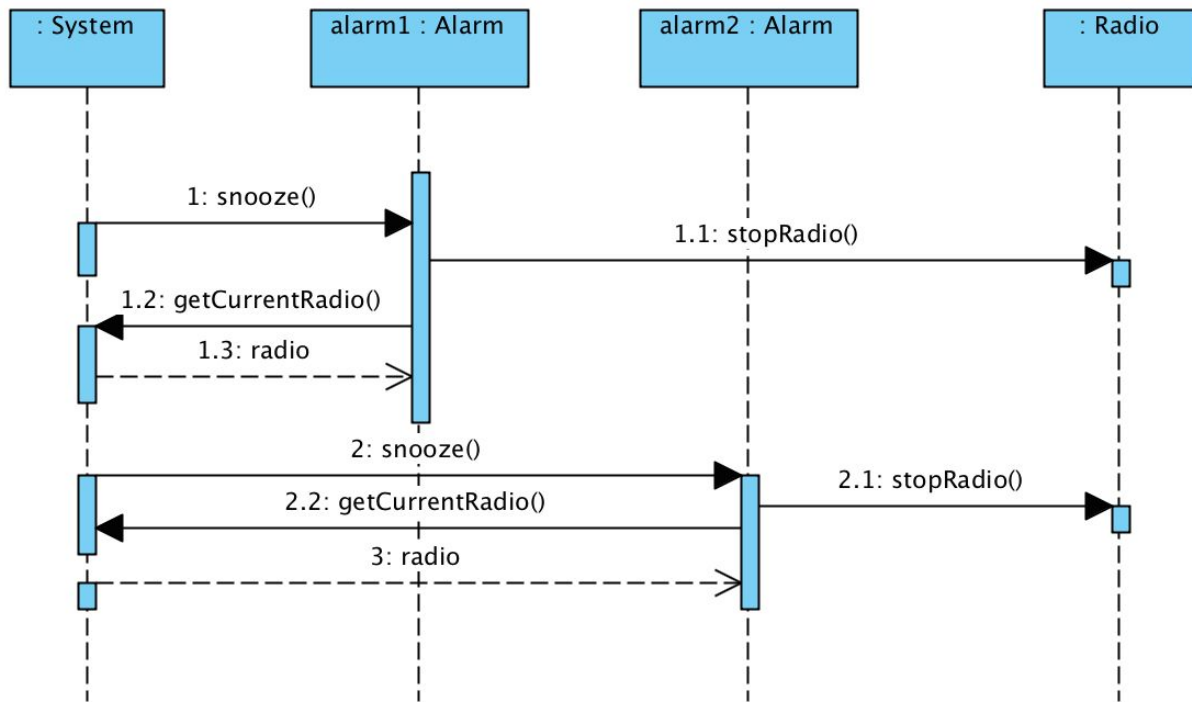 : System
alarm1 : Alarm
alarm2 : Alarm
: Radio
1: snooze()
1.1: stopRadio()
1.2: getCurrentRadio()
1.3: radio
2: snooze()
2.1: stopRadio()
2.2: getCurrentRadio()
3: radio